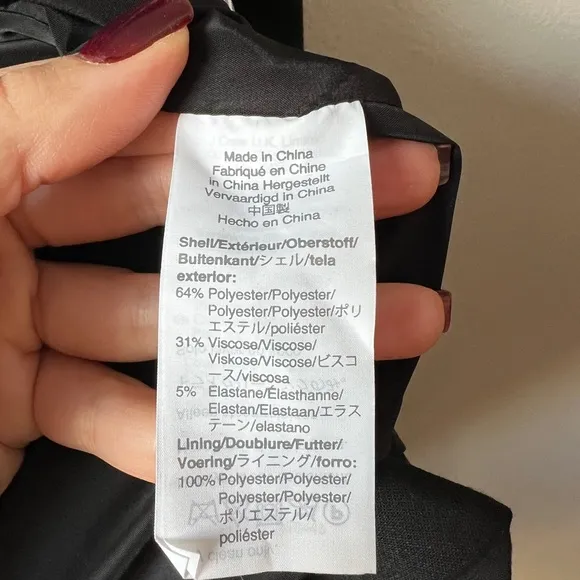 Made in China
Fabriqué en Chine
in China Hergestellt
Vervaardigd in China
中国製
Hecho en China
Shell/Extérieur/Oberstoff/
Buitenkant/シェル/tela
exterior:
64% Polyester/Polyester/
Polyester/Polyester/ポリ
エステル/poliéster
31% Viscose/Viscose/
Viskose/Viscose/ビスコ
ース/viscosa
5% Elastane/Élasthanne/
Elastan/Elastaan/エラス
テーン/elastano
Lining/Doublure/Futter/
Voering/ライニング/forro:
100% Polyester/Polyester/
Polyester/Polyester/
ポリエステル/
poliéster
clean only